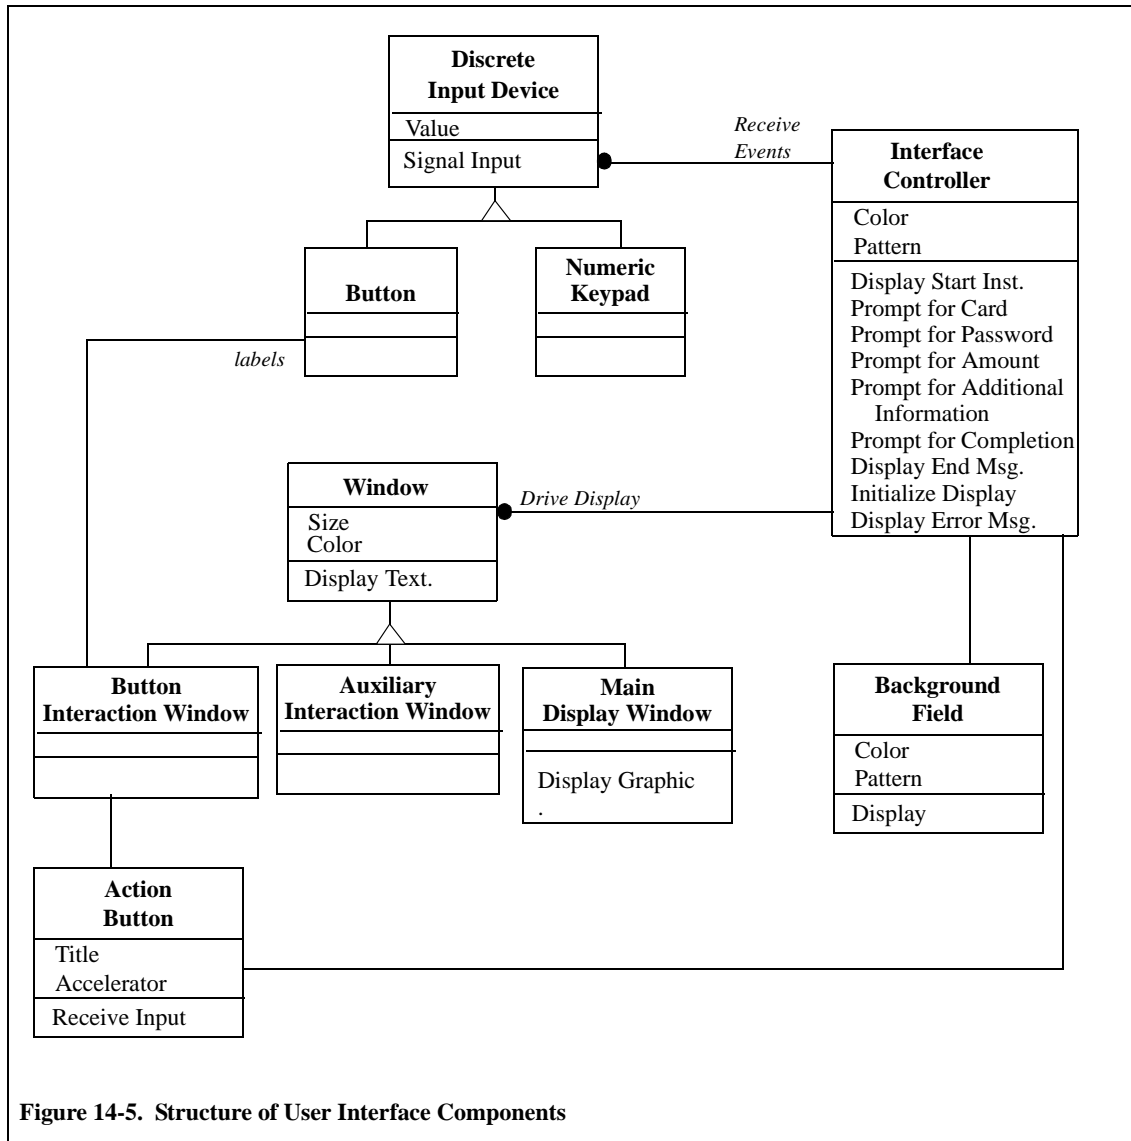 Discrete
Input Device
Value
Signal Input
Receive
Events
Interface
Controller
Color
Pattern
Display Start Inst.
Prompt for Card
Prompt for Password
Prompt for Amount
Prompt for Additional
Information
Prompt for Completion
Display End Msg.
Initialize Display
Display Error Msg.
Button
Numeric
Keypad
labels
Window
Size
Color
Display Text.
Drive Display
Button
Interaction Window
Auxiliary
Interaction Window
Main
Display Window
Display Graphic
.
Background
Field
Color
Pattern
Display
Action
Button
Title
Accelerator
Receive Input
Figure 14-5. Structure of User Interface Components